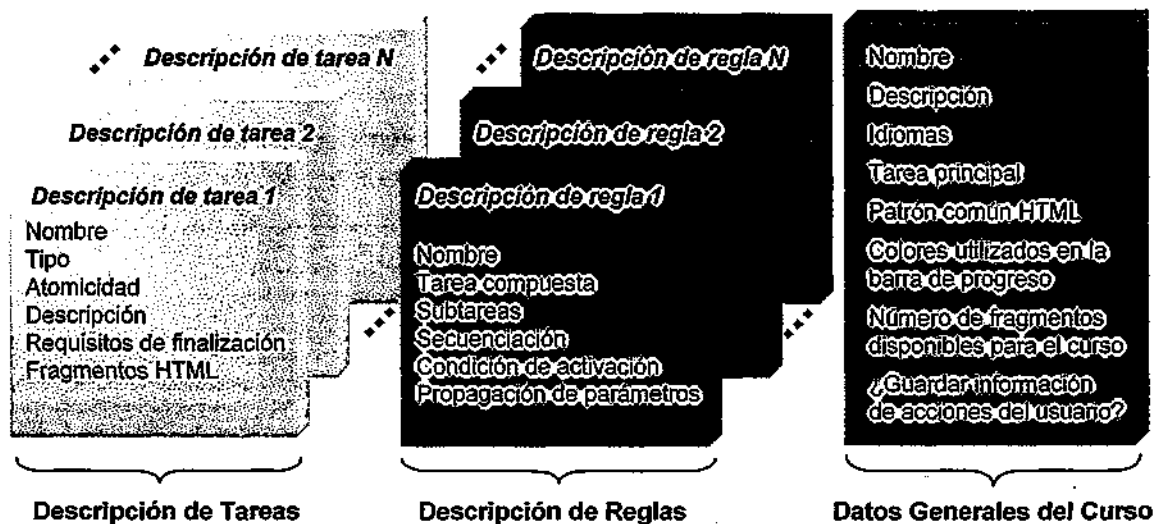 Descripción de tarea N
Descripción de tarea 2
Descripción de tarea 1
Nombre
Tipo
Atomicidad
Descripción
Requisitos de finalización
Fragmentos HTML
Descripción de Tareas
Descripción de regla N
Descripción de regla 2
Descripción de regla 1
Nombre
Tarea compuesta
Subtareas
Secuenciación
Condición de activación
Propagación de parámetros
Descripción de Reglas
Nombre
Descripción
Idiomas
Tarea principal
Patrón común HTML
Colores utilizados en la
barra de progreso
Número de fragmentos
disponibles para el curso
¿Guardar información
de acciones del usuario?
Datos Generales del Curso